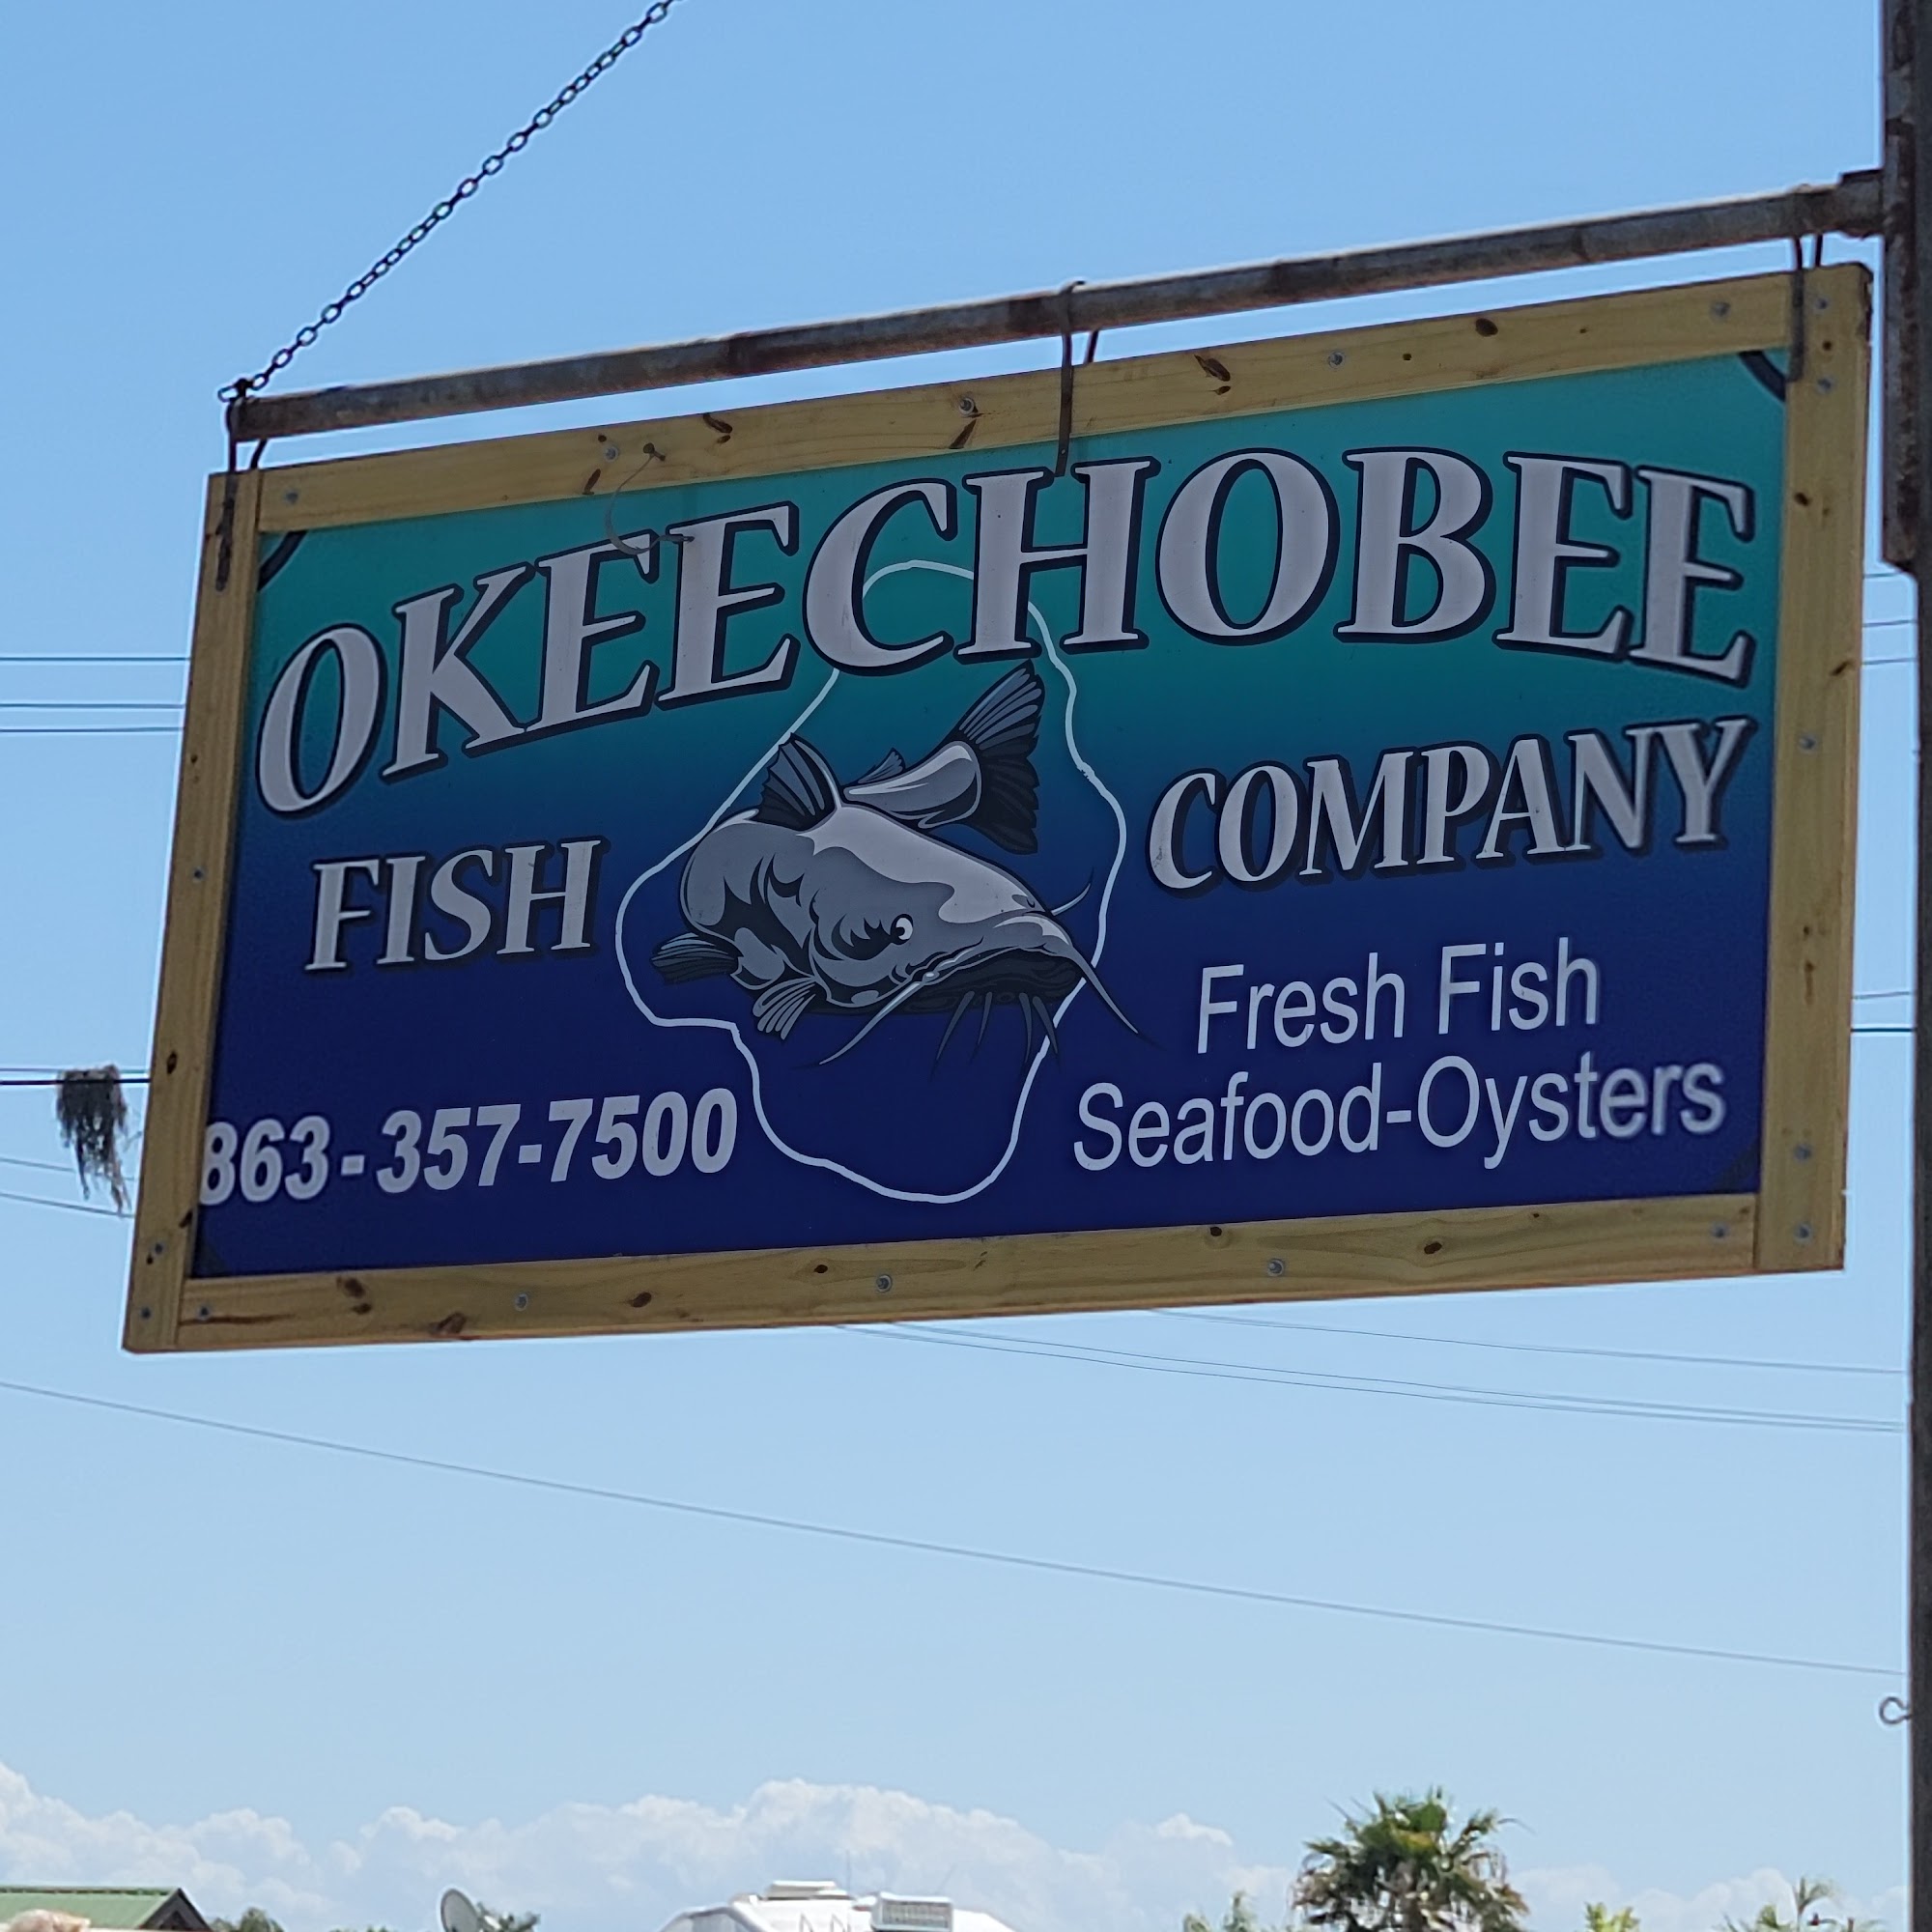 OKEECHOBEE
FISH COMPANY
Fresh Fish
Seafood-Oysters
863-357-7500